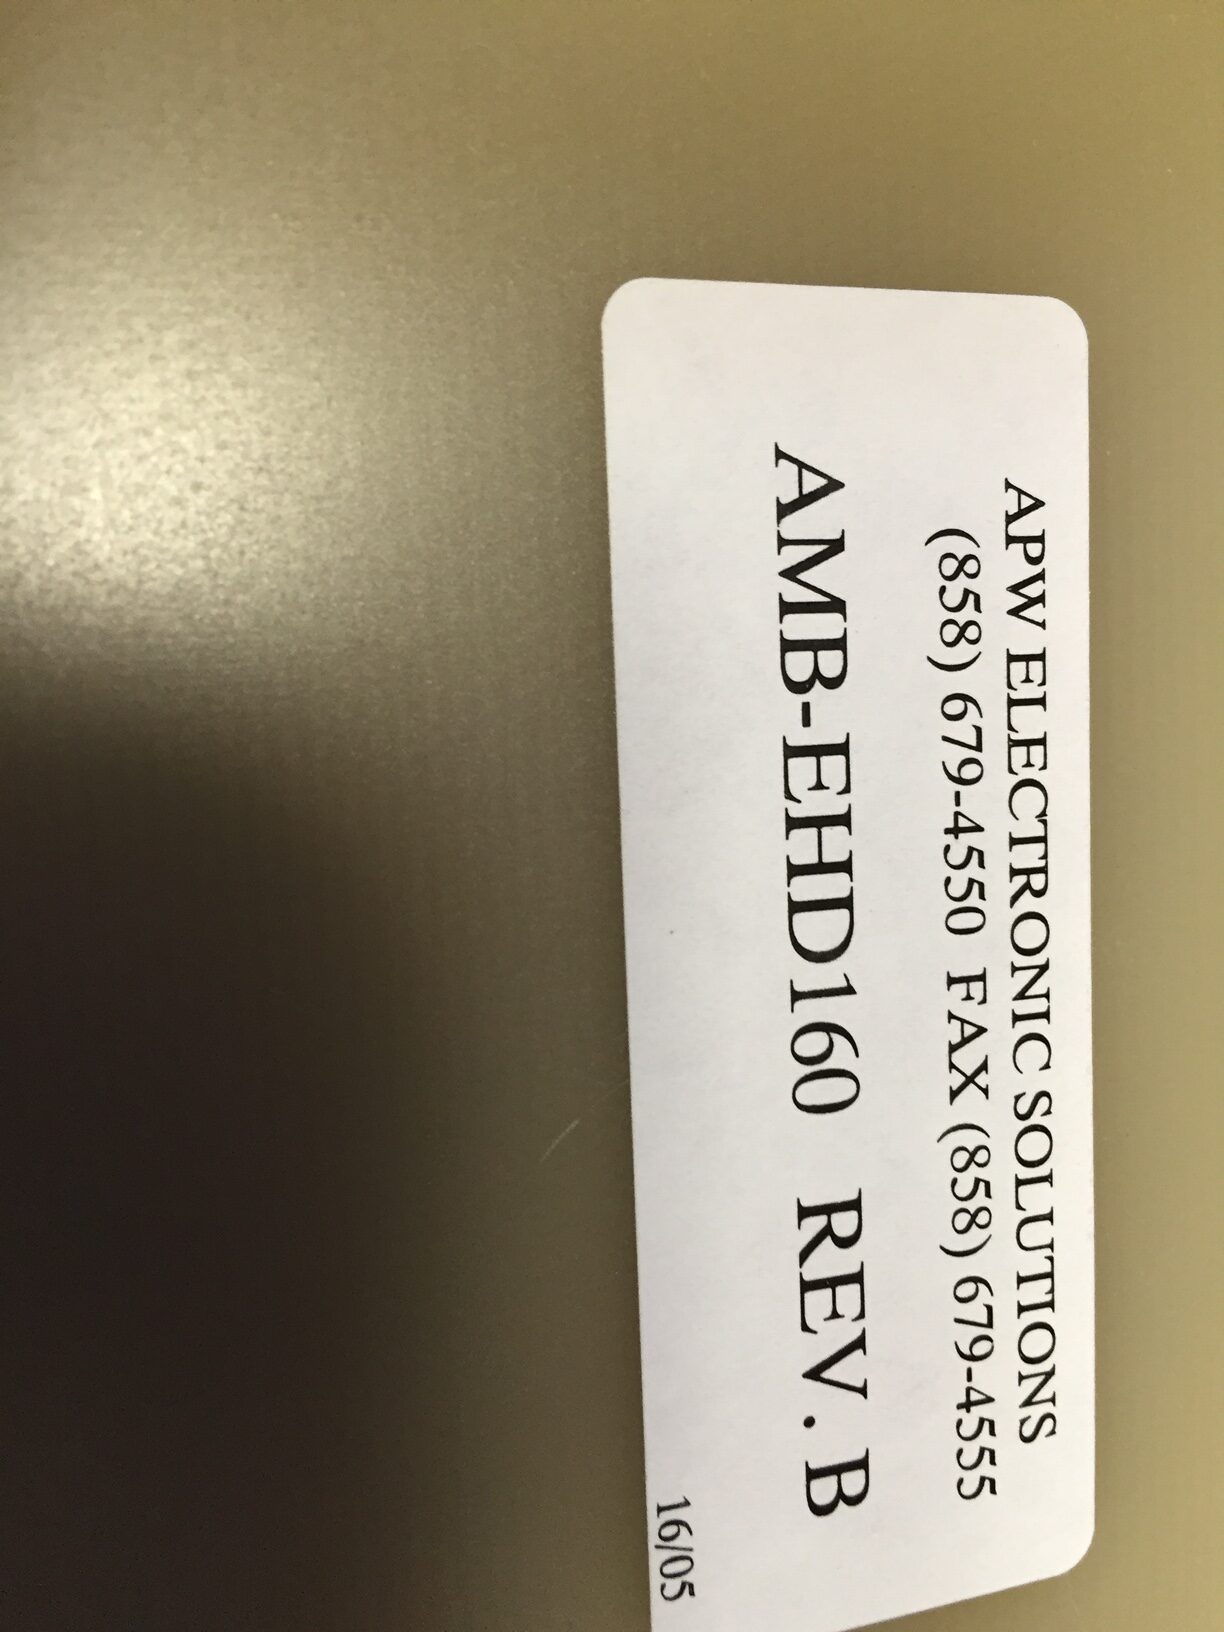 APW ELECTRONIC SOLUTIONS
(858) 679-4550 FAX (858) 679-4555
AMB-EHD160 REV. B
16/05